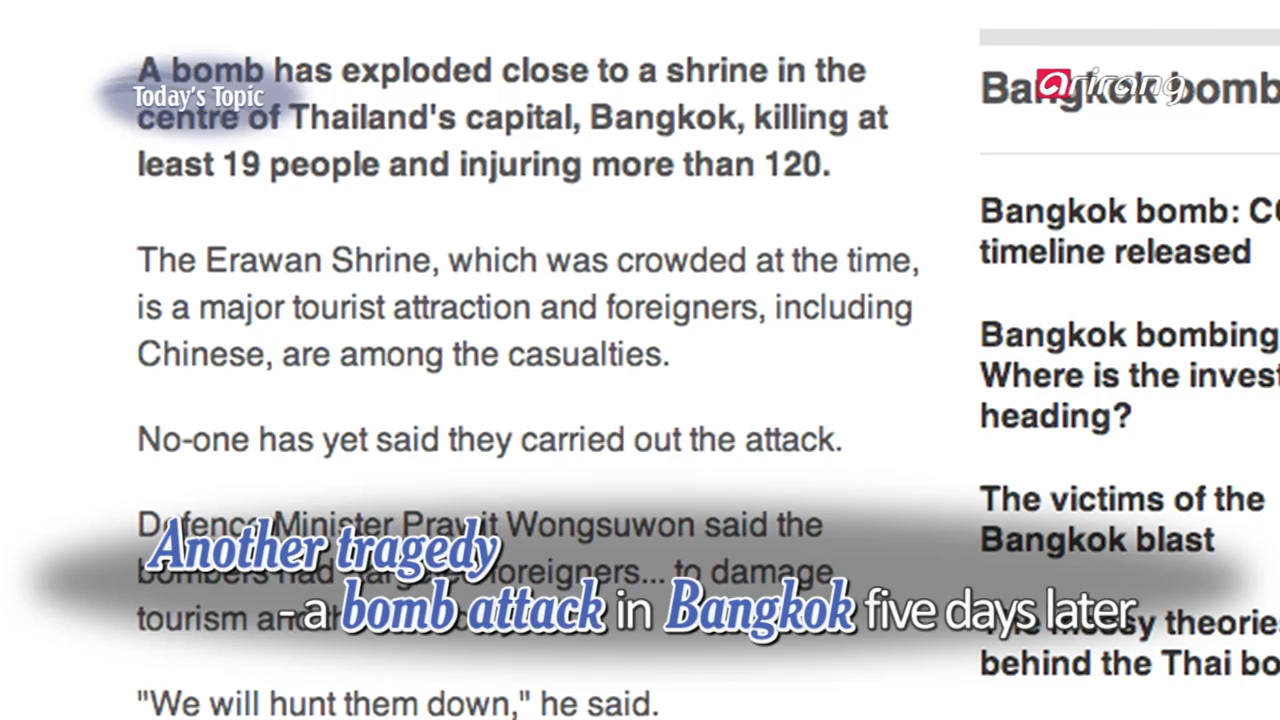 A bomb has exploded close to a shrine in the
centre of Thailand's capital, Bangkok, killing at
least 19 people and injuring more than 120.
The Erawan Shrine, which was crowded at the time,
is a major tourist attraction and foreigners, including
Chinese, are among the casualties.
No-one has yet said they carried out the attack.
Defence Minister Prawit Wongsuwon said the
bombers had targeted foreigners... to damage
tourism and
"We will hunt them down," he said.
Today's Topic
arirang
Bangkok bomb
Bangkok bomb: C
timeline released
Bangkok bombing
Where is the invest
heading?
The victims of the
Bangkok blast
theorie
behind the Thai bo
Another tragedy
- a bomb attack in Bangkok five days later